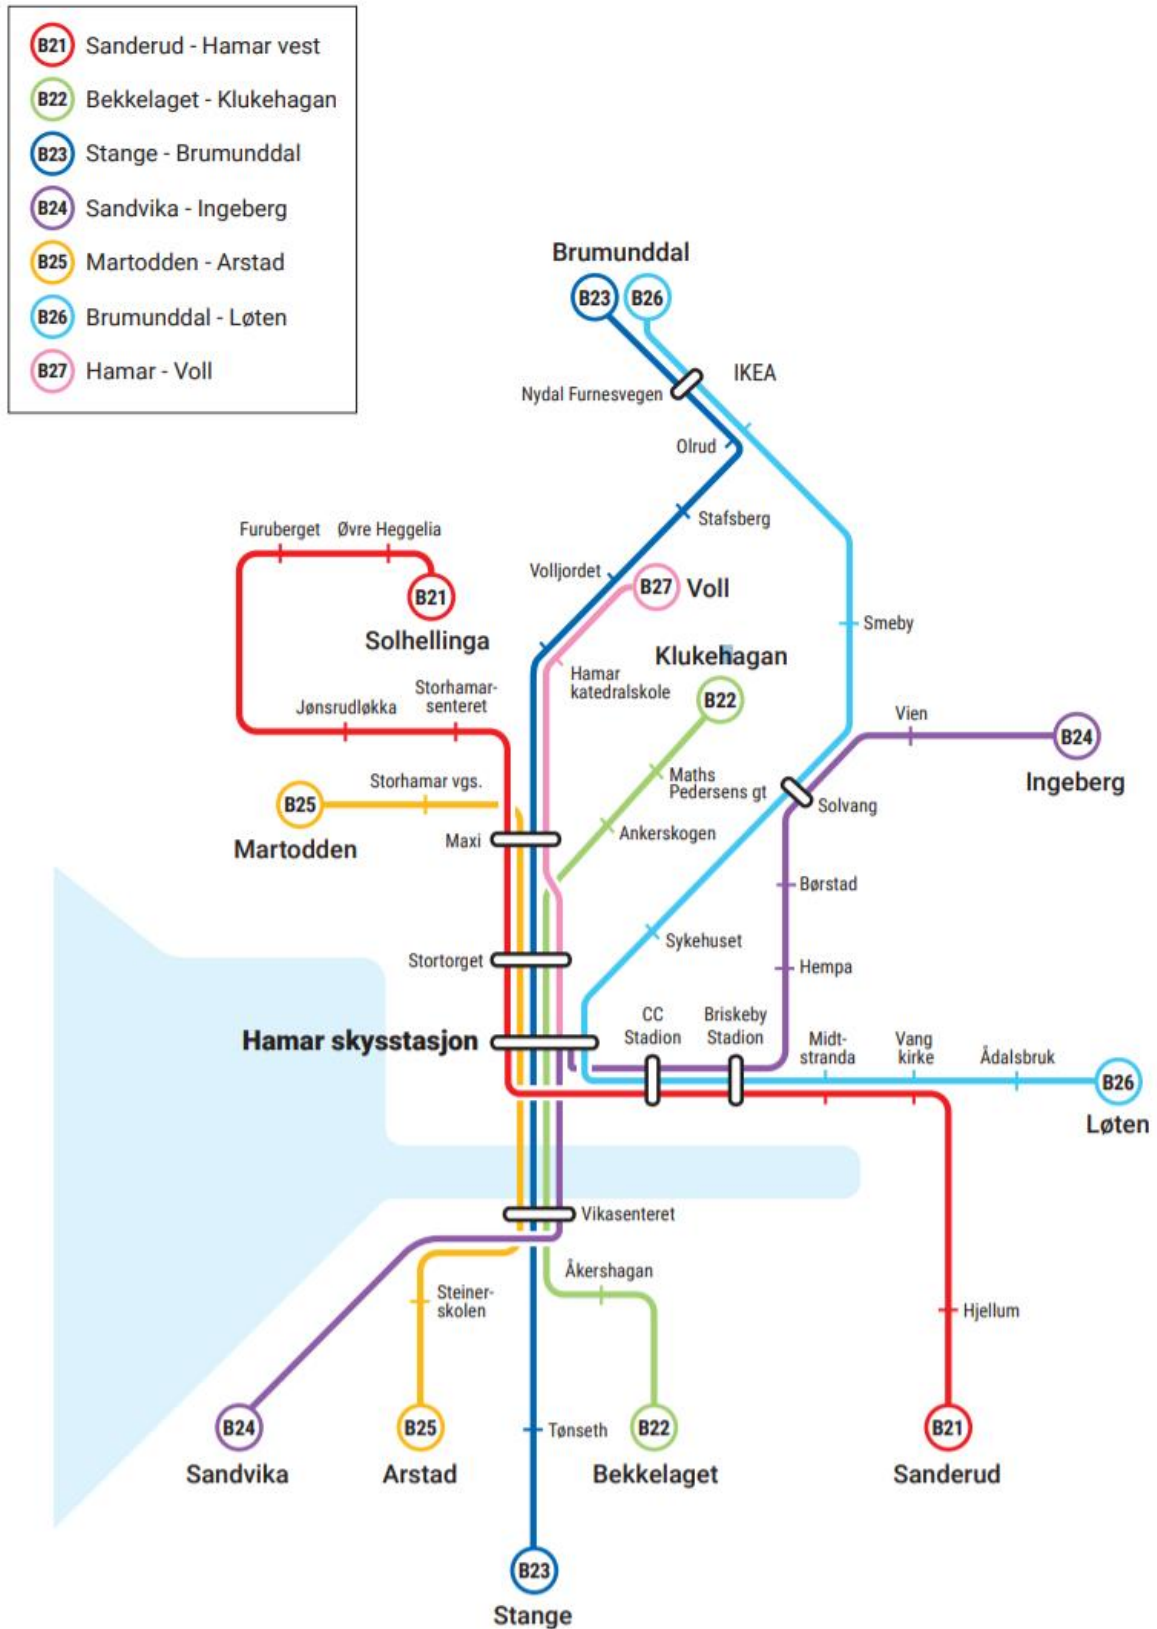 B21 Sanderud - Hamar vest
B22 Bekkelaget - Klukehagan
B23 Stange - Brumunddal
B24 Sandvika - Ingeberg
B25 Martodden - Arstad
B26 Brumunddal - Løten
B27 Hamar - Voll
Brumunddal
B23 B26
IKEA
Nydal Furnesvegen
Olrud
Stafsberg
Furuberget Øvre Heggelia
Volljordet
B27 Voll
B21
Solhellinga
Smeby
Klukehagan
Hamar
katedralskole
B22
Storhamar-
senteret
Jønsrudløkka
Vien
B24
Ingeberg
Maths
Pedersens gt
Storhamar vgs.
B25
Martodden
Solvang
Ankerskogen
Maxi
Børstad
Sykehuset
Stortorget
Hempa
CC
Stadion
Briskeby
Stadion
Hamar skysstasjon
Midt-
stranda
Vang
kirke
Ådalsbruk
B26
Løten
Vikasenteret
Åkershagan
Steiner-
skolen
Hjellum
B24
Sandvika
B25
Arstad
Tønseth
B22
Bekkelaget
B21
Sanderud
B23
Stange